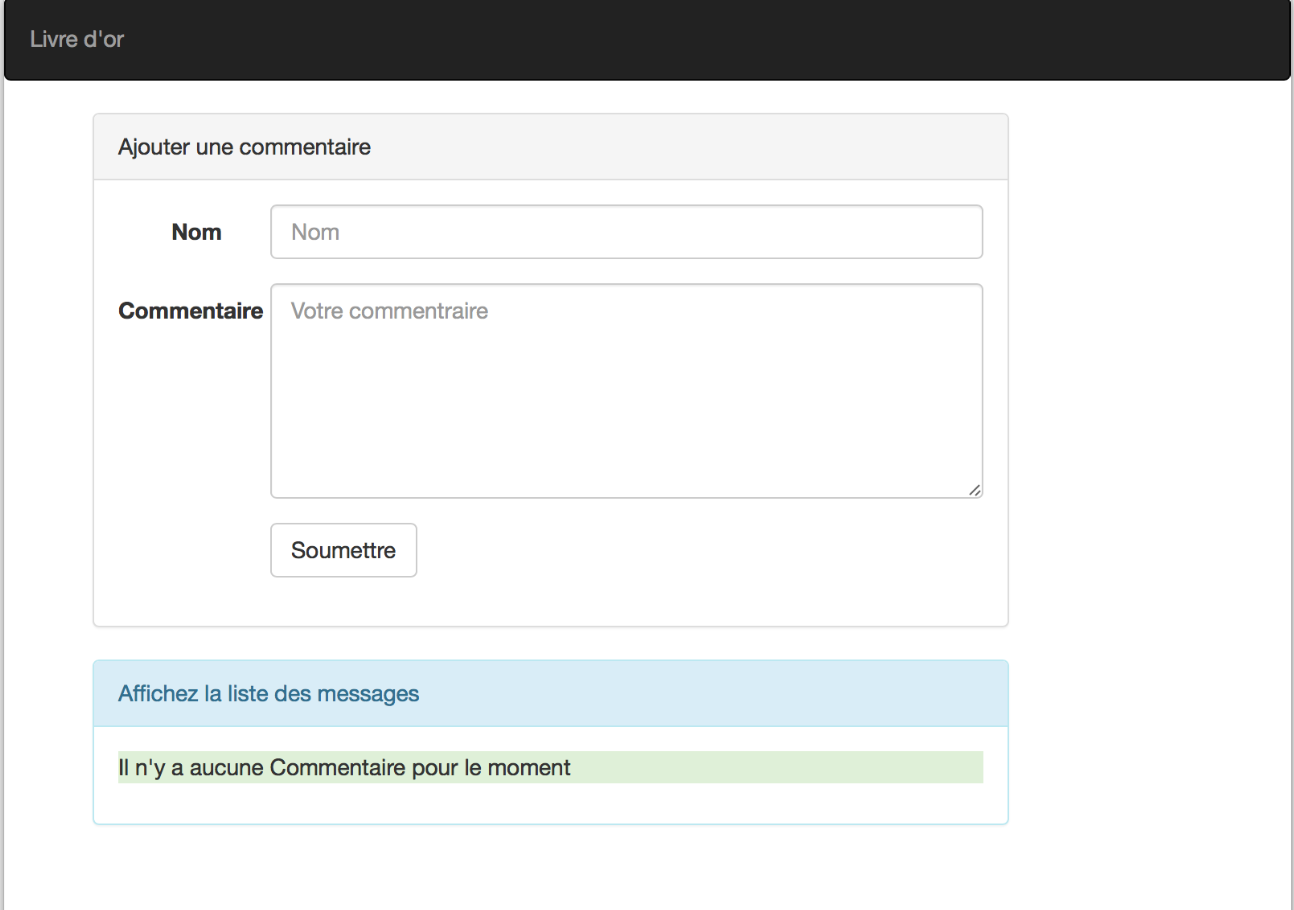 Livre d'or
Ajouter une commentaire
Nom
Nom
Commentaire
Votre commentraire
Soumettre
Affichez la liste des messages
Il n'y a aucune Commentaire pour le moment